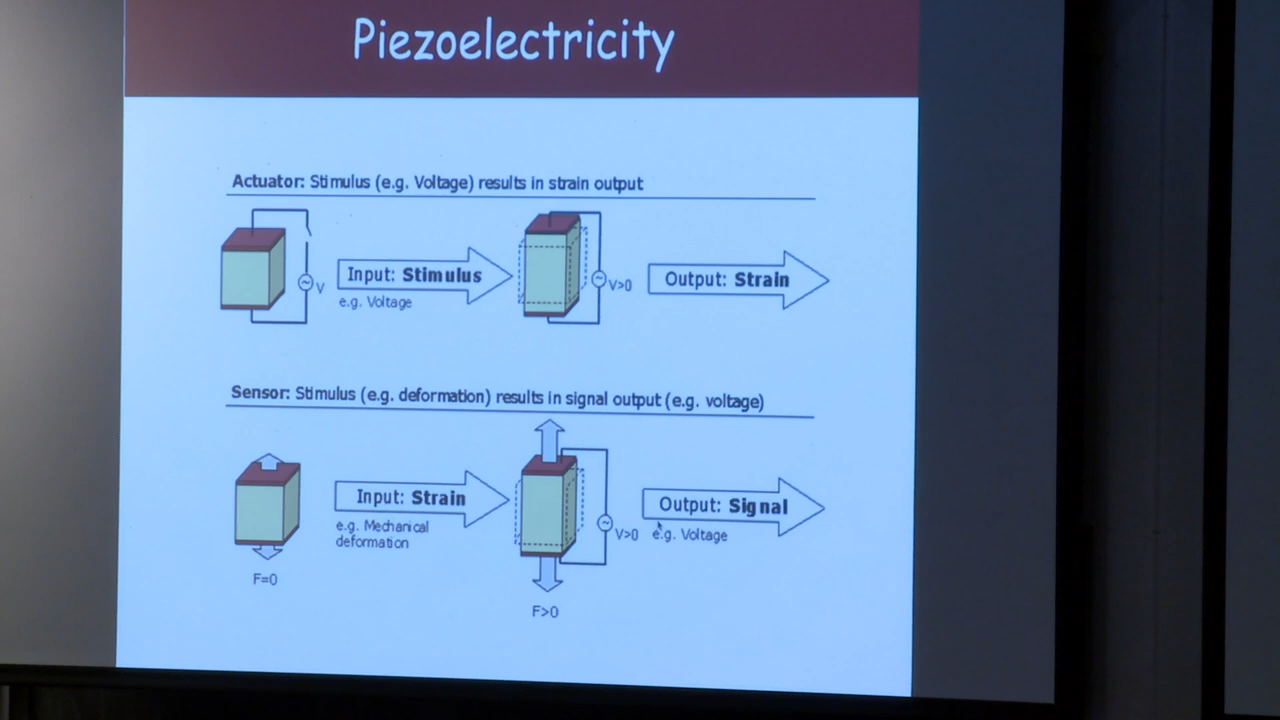 Piezoelectricity
Actuator: Stimulus (e.g. Voltage) results in strain output
Input: Stimulus
e.g. Voltage
V
V>0
Output: Strain
Sensor: Stimulus (e.g. deformation) results in signal output (e.g. voltage)
Input: Strain
e.g. Mechanical
deformation
F=0
V>0
F>0
Output: Signal
e.g. Voltage